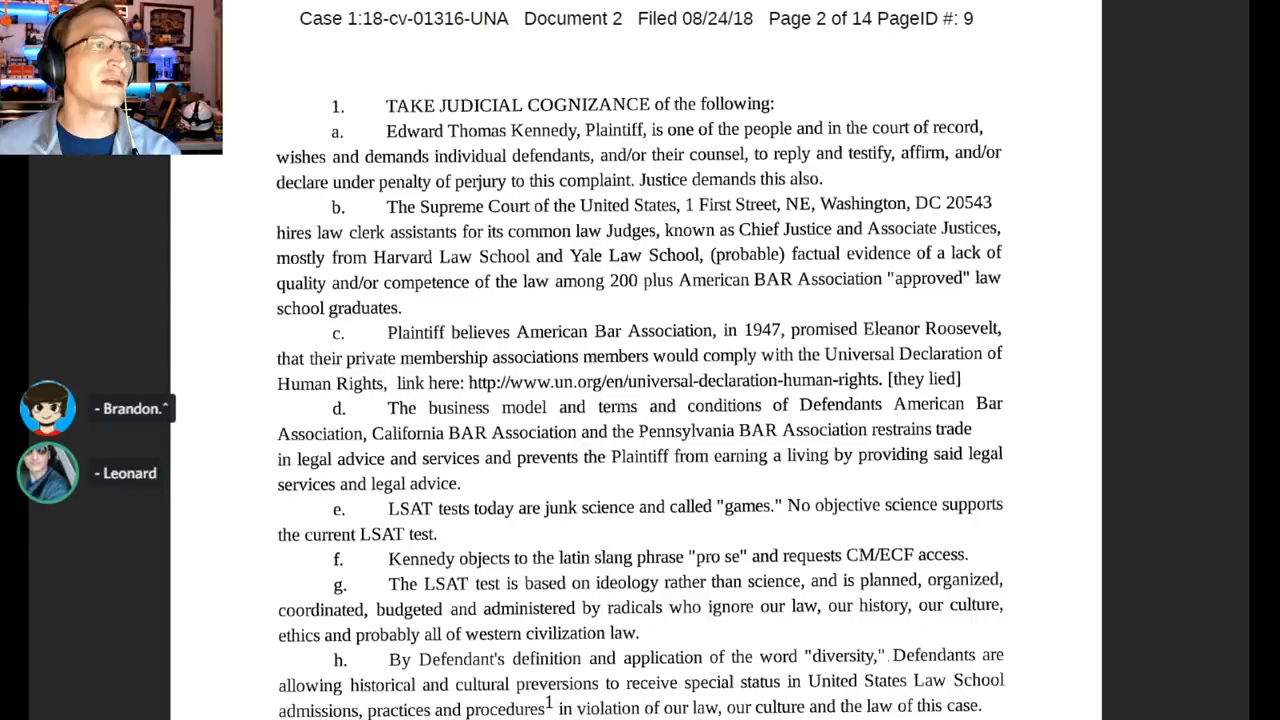 Case 1:18-cv-01316-UNA Document 2 Filed 08/24/18 Page 2 of 14 PageID #: 9
1. TAKE JUDICIAL COGNIZANCE of the following:
a. Edward Thomas Kennedy, Plaintiff, is one of the people and in the court of record,
wishes and demands individual defendants, and/or their counsel, to reply and testify, affirm, and/or
declare under penalty of perjury to this complaint. Justice demands this also.
b. The Supreme Court of the United States, 1 First Street, NE, Washington, DC 20543
hires law clerk assistants for its common law Judges, known as Chief Justice and Associate Justices,
mostly from Harvard Law School and Yale Law School, (probable) factual evidence of a lack of
quality and/or competence of the law among 200 plus American BAR Association "approved" law
school graduates.
c. Plaintiff believes American Bar Association, in 1947, promised Eleanor Roosevelt,
that their private membership associations members would comply with the Universal Declaration of
Human Rights, link here: http://www.un.org/en/universal-declaration-human-rights. [they lied]
d. The business model and terms and conditions of Defendants American Bar
Association, California BAR Association and the Pennsylvania BAR Association restrains trade
in legal advice and services and prevents the Plaintiff from earning a living by providing said legal
services and legal advice.
e. LSAT tests today are junk science and called "games." No objective science supports
the current LSAT test.
f. Kennedy objects to the latin slang phrase "pro se" and requests CM/ECF access.
g. The LSAT test is based on ideology rather than science, and is planned, organized,
coordinated, budgeted and administered by radicals who ignore our law, our history, our culture,
ethics and probably all of western civilization law.
h. By Defendant's definition and application of the word "diversity," Defendants are
allowing historical and cultural preversions to receive special status in United States Law School
admissions, practices and procedures1 in violation of our law, our culture and the law of this case.
- Brandon.^
- Leonard